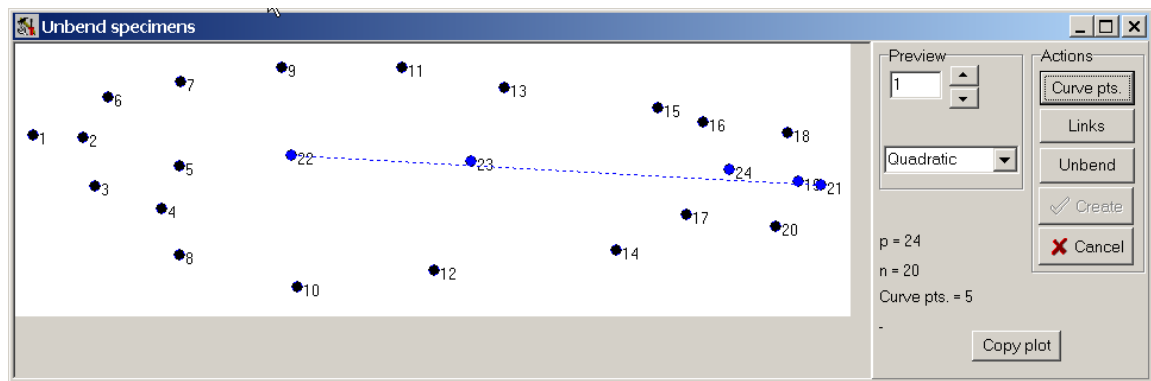 Unbend specimens
9
11
7
13
6
15
16
18
1
2
22
23
5
24
19
21
3
4
17
20
8
14
12
10
Preview
1
Quadratic
p = 24
n = 20
Curve pts. = 5
-
Actions
Curve pts.
Links
Unbend
Create
Cancel
Copy plot